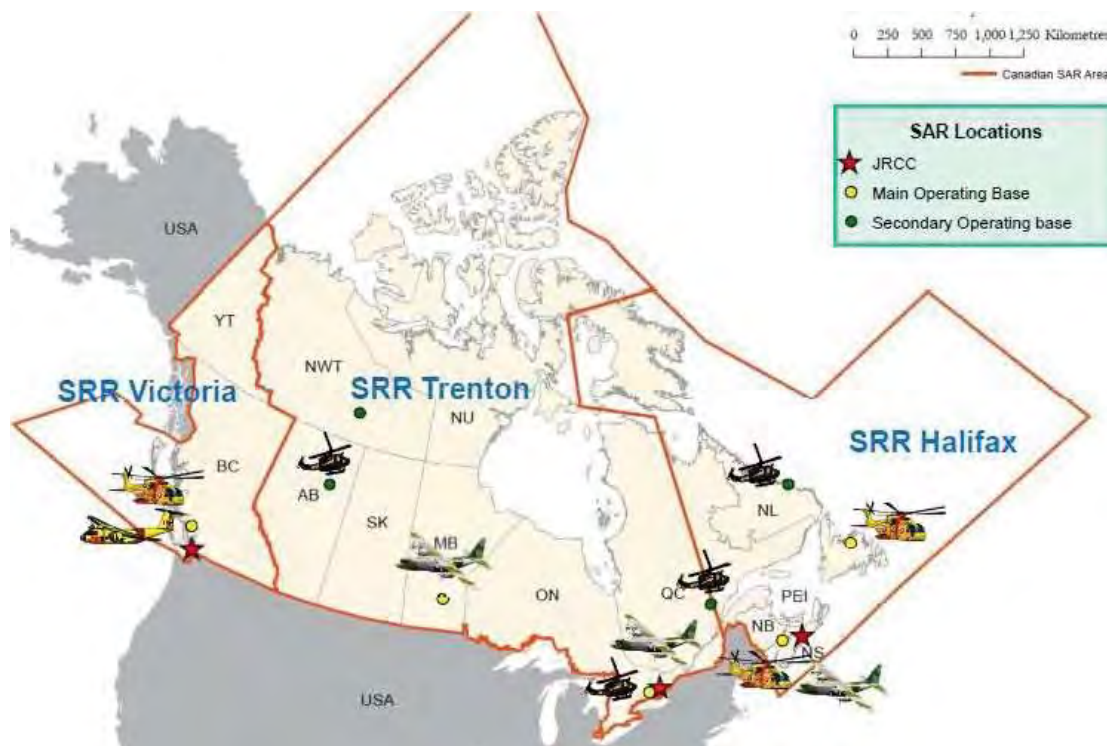 0 250 500 750 1,000 1,250 Kilometres
Canadian SAR Area
SAR Locations
JRCC
Main Operating Base
Secondary Operating base
USA
YT
NWT
SRR Victoria
SRR Trenton
NU
SRR Halifax
BC
AB
SK
MB
ON
QC
NL
PEI
NB
NS
USA